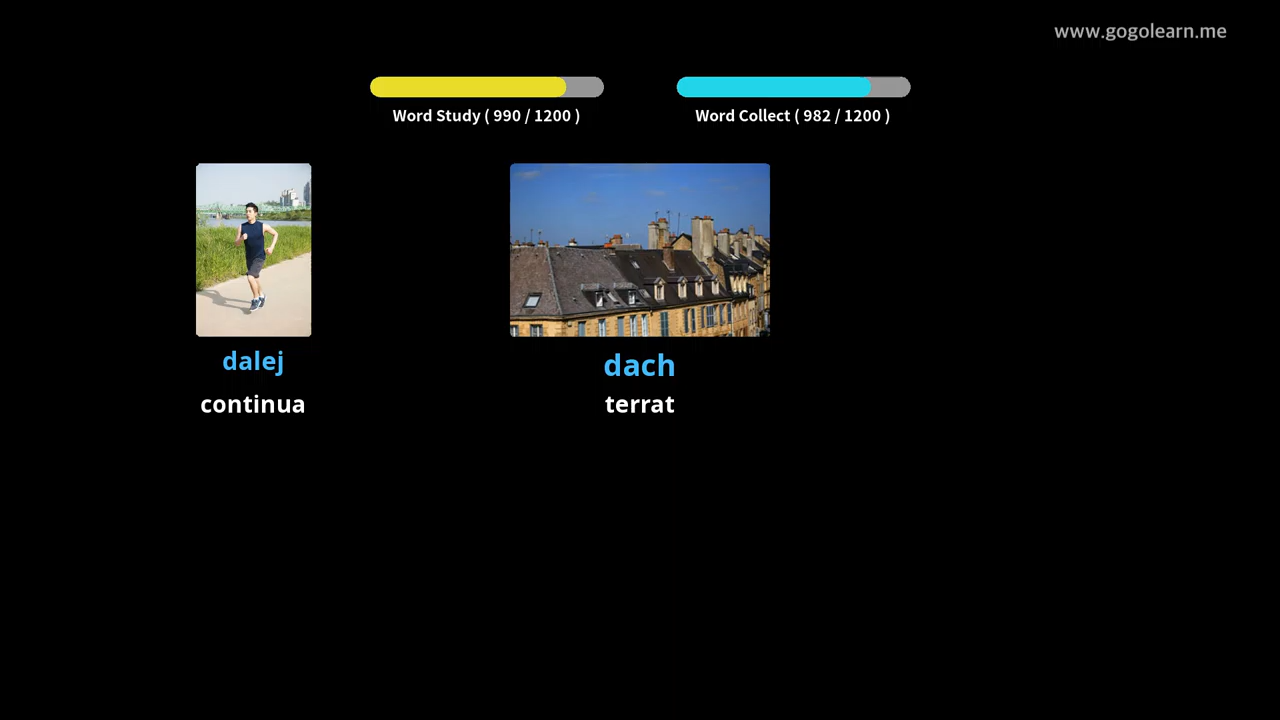 www.gogolearn.me
Word Study ( 990 / 1200 )
Word Collect ( 982 / 1200 )
dalej
continua
dach
terrat